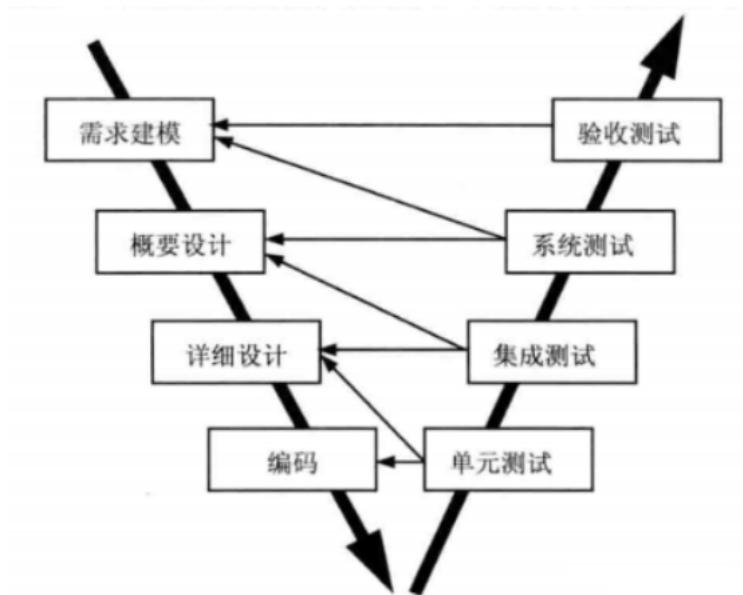 需求建模
验收测试
概要设计
系统测试
详细设计
集成测试
编码
单元测试